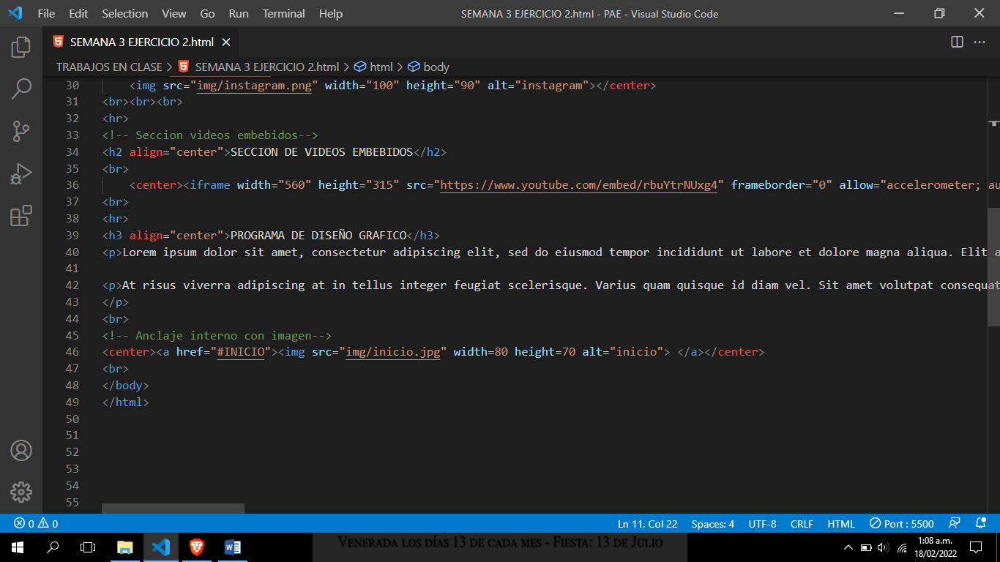 File Edit Selection View Go Run Terminal Help SEMANA 3 EJERCICIO 2.html - PAE - Visual Studio Code
SEMANA 3 EJERCICIO 2.html
TRABAJOS EN CLASE > SEMANA 3 EJERCICIO 2.html > html > body
30 <img src="img/instagram.png" width="100" height="90" alt="instagram"></center>
31 <br><br><br>
32 <hr>
33 <!-- Seccion videos embebidos-->
34 <h2 align="center">SECCION DE VIDEOS EMBEBIDOS</h2>
35 <br>
36 <center><iframe width="560" height="315" src="https://www.youtube.com/embed/rbuYtrNUxg4" frameborder="0" allow="accelerometer; au
37 <br>
38 <hr>
39 <h3 align="center">PROGRAMA DE DISEÑO GRAFICO</h3>
40 <p>Lorem ipsum dolor sit amet, consectetur adipiscing elit, sed do eiusmod tempor incididunt ut labore et dolore magna aliqua. Elit a
41
42 <p>At risus viverra adipiscing at in tellus integer feugiat scelerisque. Varius quam quisque id diam vel. Sit amet volutpat consequat
43 </p>
44 <br>
45 <!-- Anclaje interno con imagen-->
46 <center><a href="#INICIO"><img src="img/inicio.jpg" width=80 height=70 alt="inicio"> </a></center>
47 <br>
48 </body>
49 </html>
50
51
52
53
54
55
0 0 Ln 11, Col 22 Spaces: 4 UTF-8 CRLF HTML Port : 5500
VENERADA LOS DÍAS 13 DE CADA MES - FIESTA: 13 DE JULIO
1:08 a.m.
18/02/2022